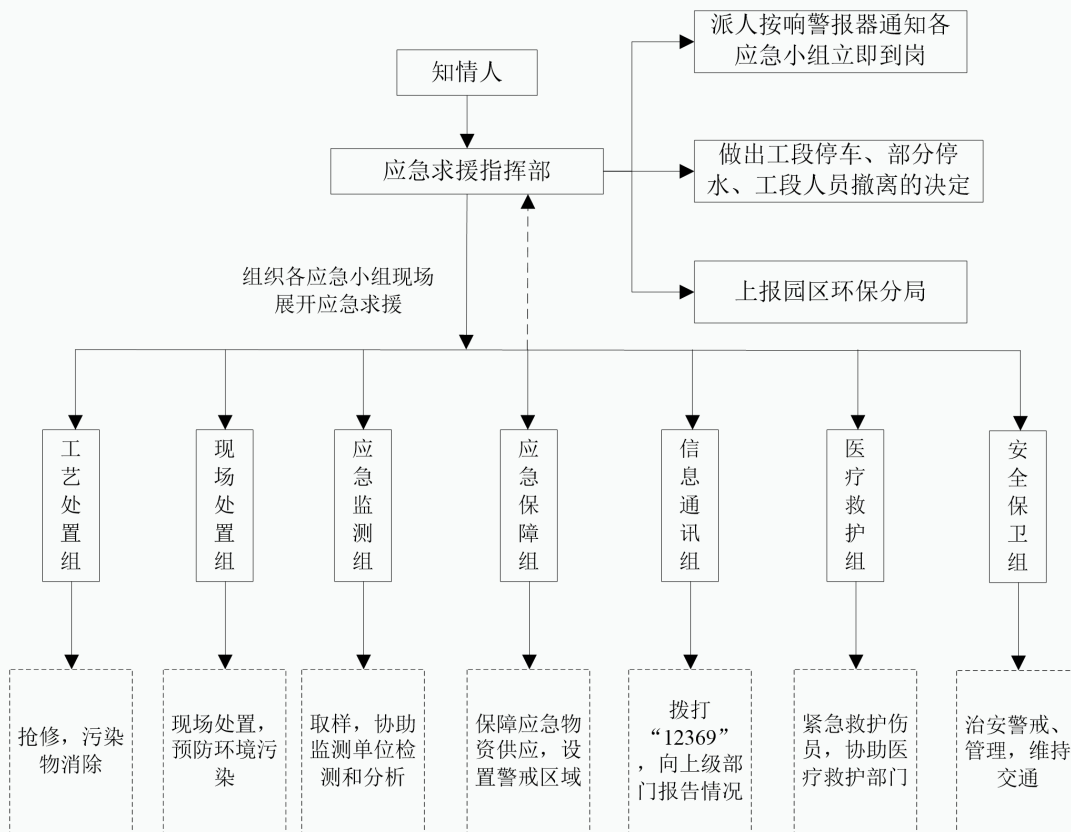 派人按响警报器通知各
应急小组立即到岗
知情人
做出工段停车、部分停
水、工段人员撤离的决定
应急求援指挥部
组织各应急小组现场
展开应急求援
上报园区环保分局
工艺处置组
现场处置组
应急监测组
应急保障组
信息通讯组
医疗救护组
安全保卫组
抢修，污染
物消除
现场处置，
预防环境污
染
取样，协助
监测单位检
测和分析
保障应急物
资供应，设
置警戒区域
拨打
“12369”
，向上级部
门报告情况
紧急救护伤
员，协助医
疗救护部门
治安警戒、
管理，维持
交通